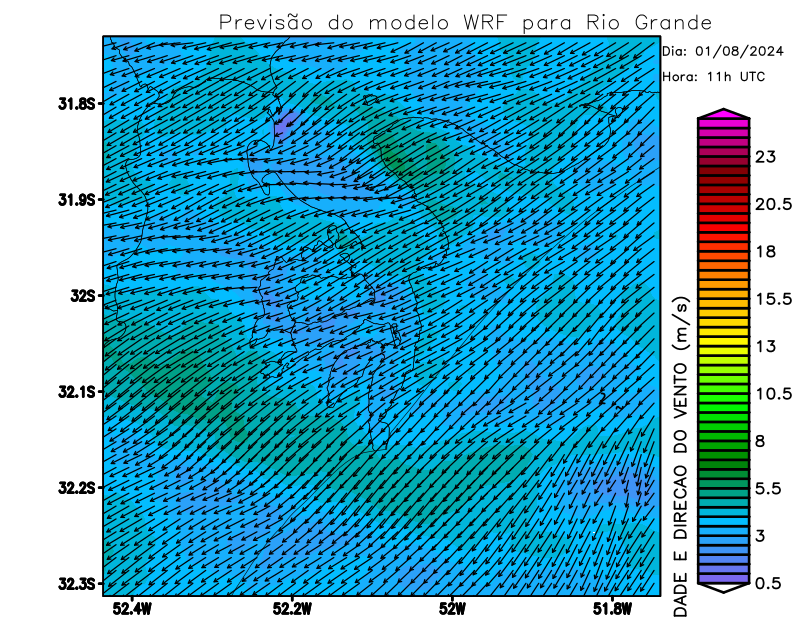 Previsão do modelo WRF para Rio Grande
Dia: 01/08/2024
Hora: 11h UTC
31.8S
31.9S
32S
32.1S
32.2S
32.3S
52.4W
52.2W
52W
51.8W
23
20.5
18
15.5
13
10.5
8
5.5
3
0.5
DADE E DIRECAO DO VENTO (m/s)